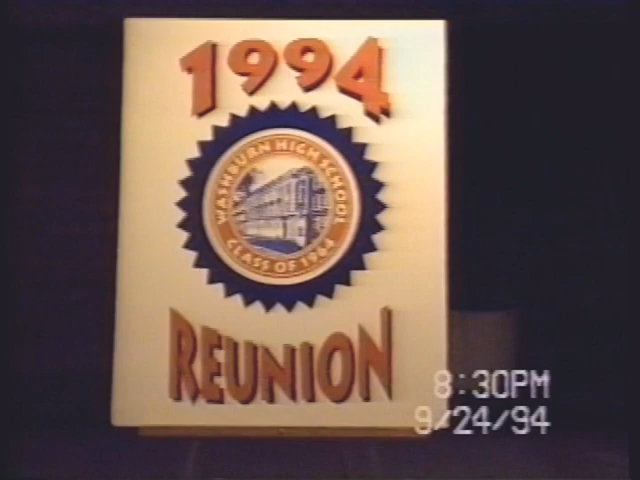 1994
WASHBURN HIGH SCHOOL
CLASS OF 1964
REUNION
8:30PM
9/24/94